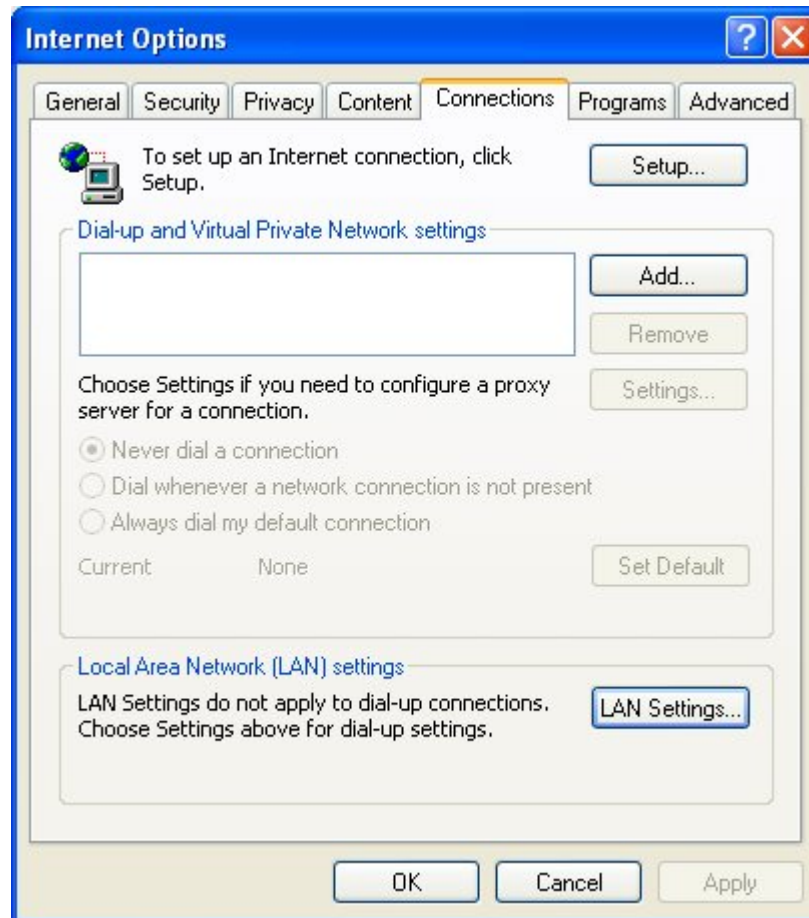 Internet Options
General Security Privacy Content Connections Programs Advanced
To set up an Internet connection, click
Setup.
Setup...
Dial-up and Virtual Private Network settings
Add...
Remove
Choose Settings if you need to configure a proxy
server for a connection.
Settings...
Never dial a connection
Dial whenever a network connection is not present
Always dial my default connection
Current None Set Default
Local Area Network (LAN) settings
LAN Settings do not apply to dial-up connections.
Choose Settings above for dial-up settings.
LAN Settings...
OK Cancel Apply